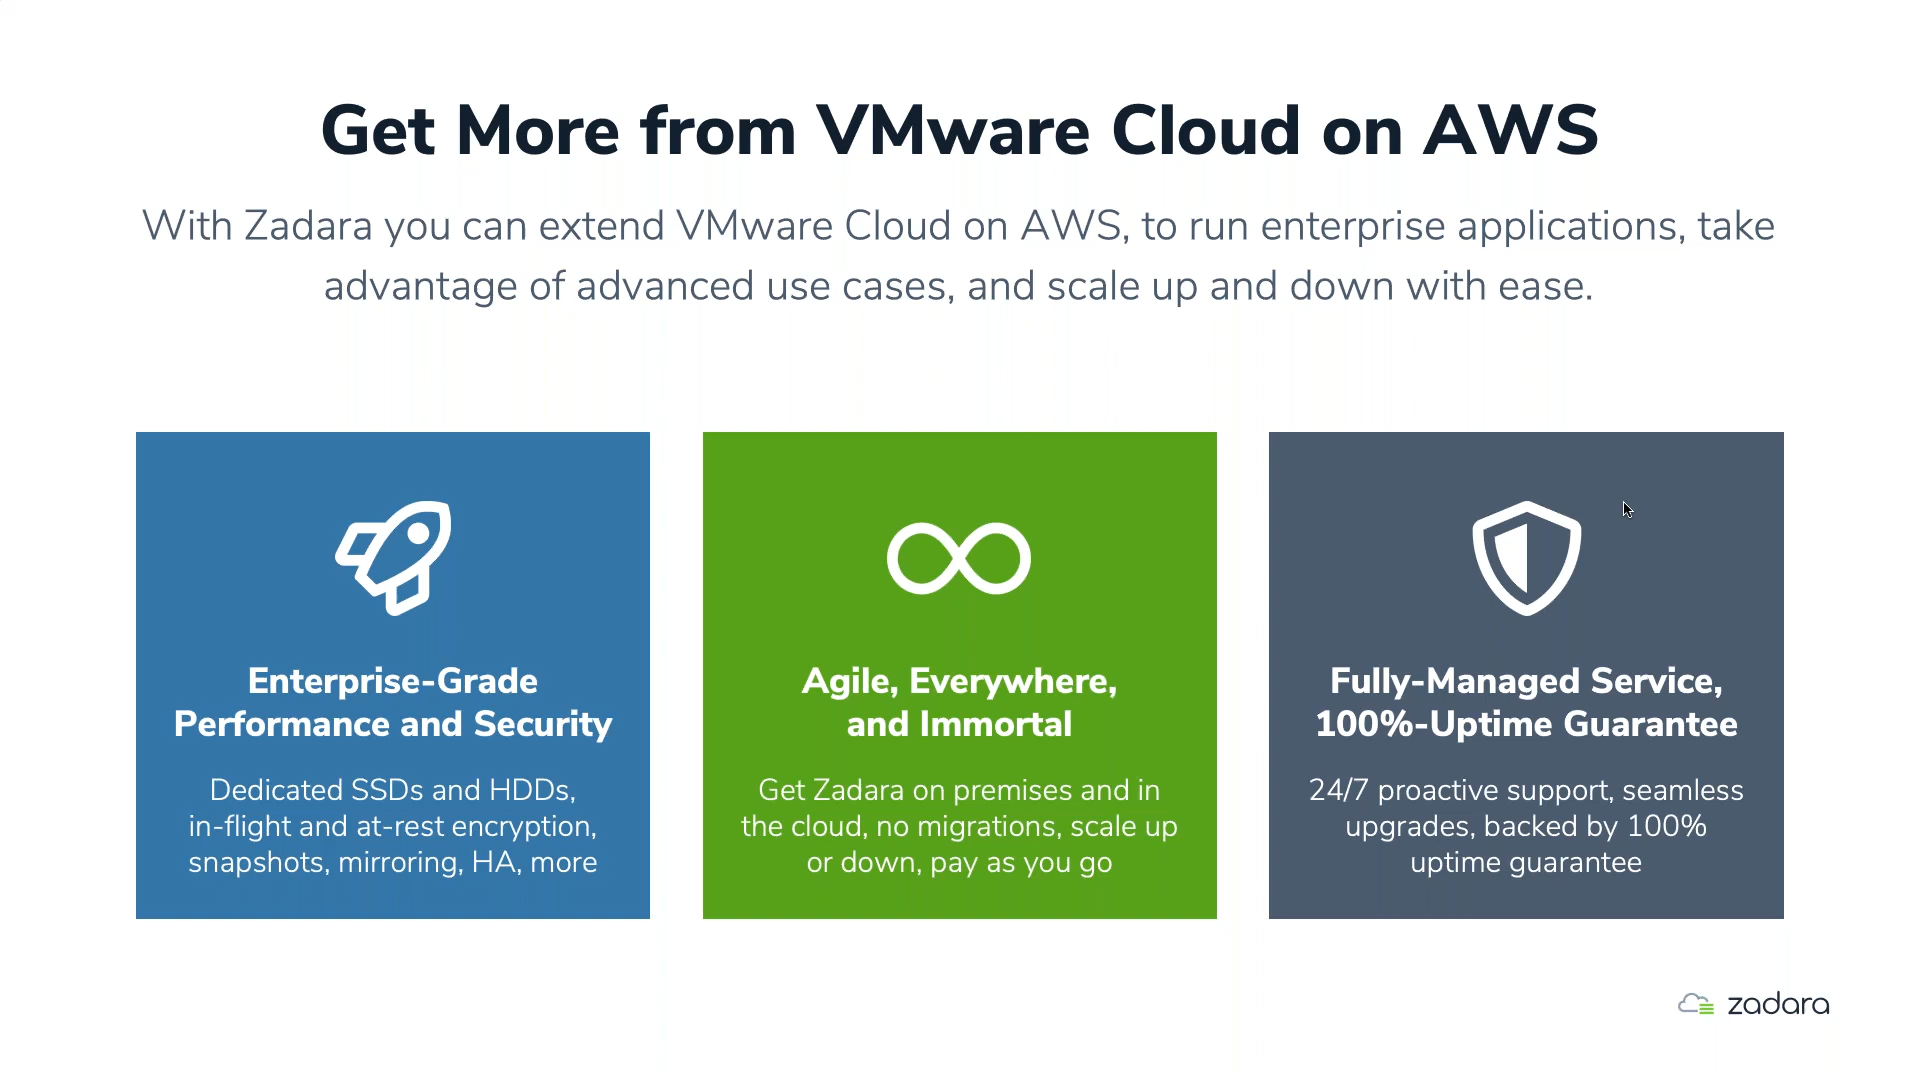 Get More from VMware Cloud on AWS
With Zadara you can extend VMware Cloud on AWS, to run enterprise applications, take
advantage of advanced use cases, and scale up and down with ease.
Enterprise-Grade
Performance and Security
Dedicated SSDs and HDDs,
in-flight and at-rest encryption,
snapshots, mirroring, HA, more
Agile, Everywhere,
and Immortal
Get Zadara on premises and in
the cloud, no migrations, scale up
or down, pay as you go
Fully-Managed Service,
100%-Uptime Guarantee
24/7 proactive support, seamless
upgrades, backed by 100%
uptime guarantee
zadara